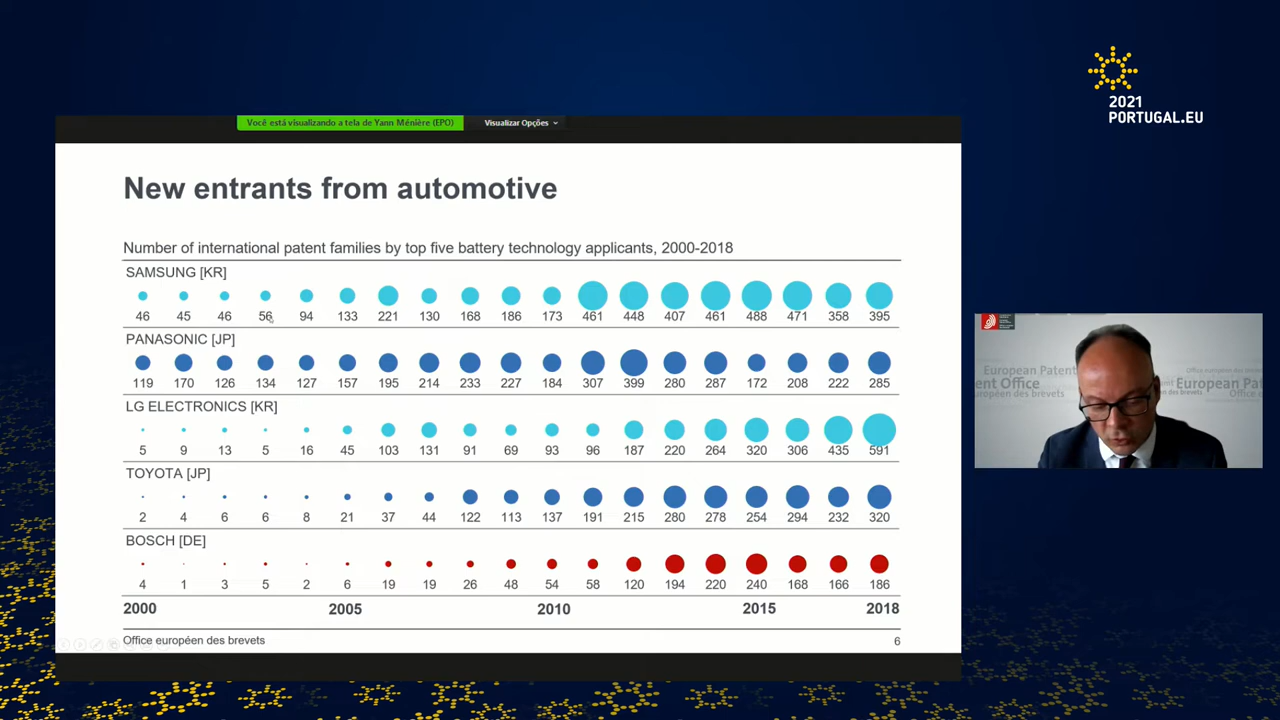 2021
PORTUGAL.EU
Você está visualizando a tela de Yann Ménière (EPO)
Visualizar Opções
New entrants from automotive
Number of international patent families by top five battery technology applicants, 2000-2018
SAMSUNG [KR]
46 45 46 56 94 133 221 130 168 186 173 461 448 407 461 488 471 358 395
PANASONIC [JP]
119 170 126 134 127 157 195 214 233 227 184 307 399 280 287 172 208 222 285
LG ELECTRONICS [KR]
5 9 13 5 16 45 103 131 91 69 93 96 187 220 264 320 306 435 591
TOYOTA [JP]
2 4 6 6 8 21 37 44 122 113 137 191 215 280 278 254 294 232 320
BOSCH [DE]
4 1 3 5 2 6 19 19 26 48 54 58 120 194 220 240 168 166 186
2000 2005 2010 2015 2018
Office européen des brevets
6
European Patent
ent Office
européen des brevets
European Pa